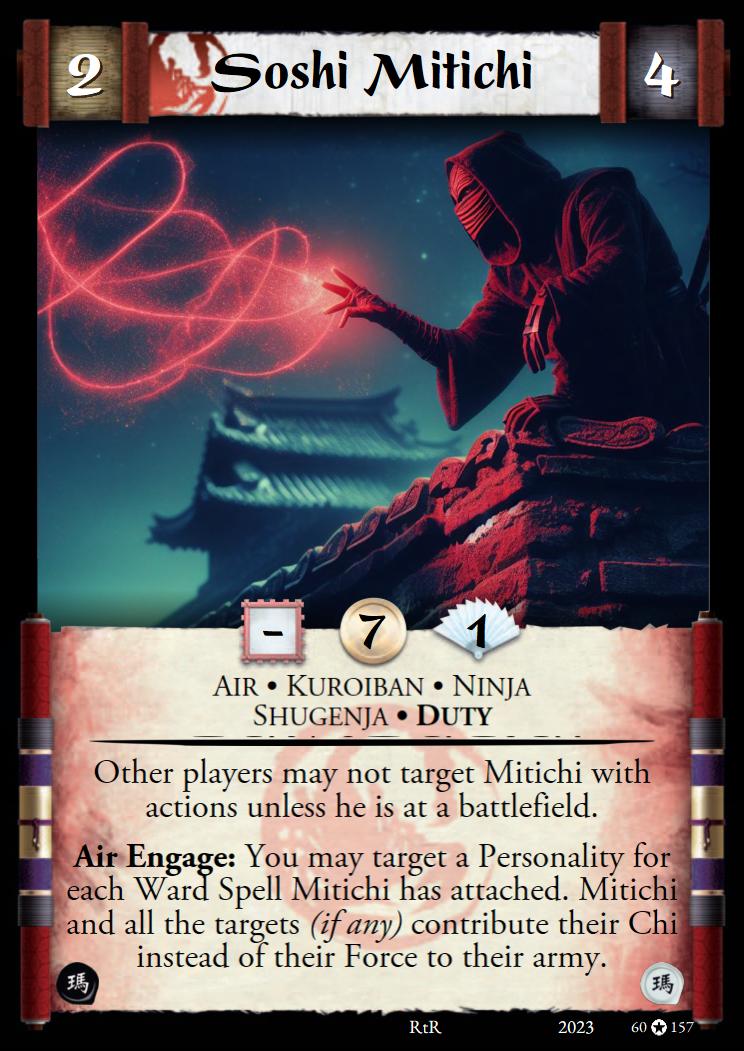 2 Soshi Mitichi 4
- 7 1
AIR • KUROIBAN • NINJA
SHUGENJA • DUTY
Other players may not target Mitichi with
actions unless he is at a battlefield.
Air Engage: You may target a Personality for
each Ward Spell Mitichi has attached. Mitichi
and all the targets (if any) contribute their Chi
instead of their Force to their army.
瑪 瑪
RtR 2023 60 ✪ 157